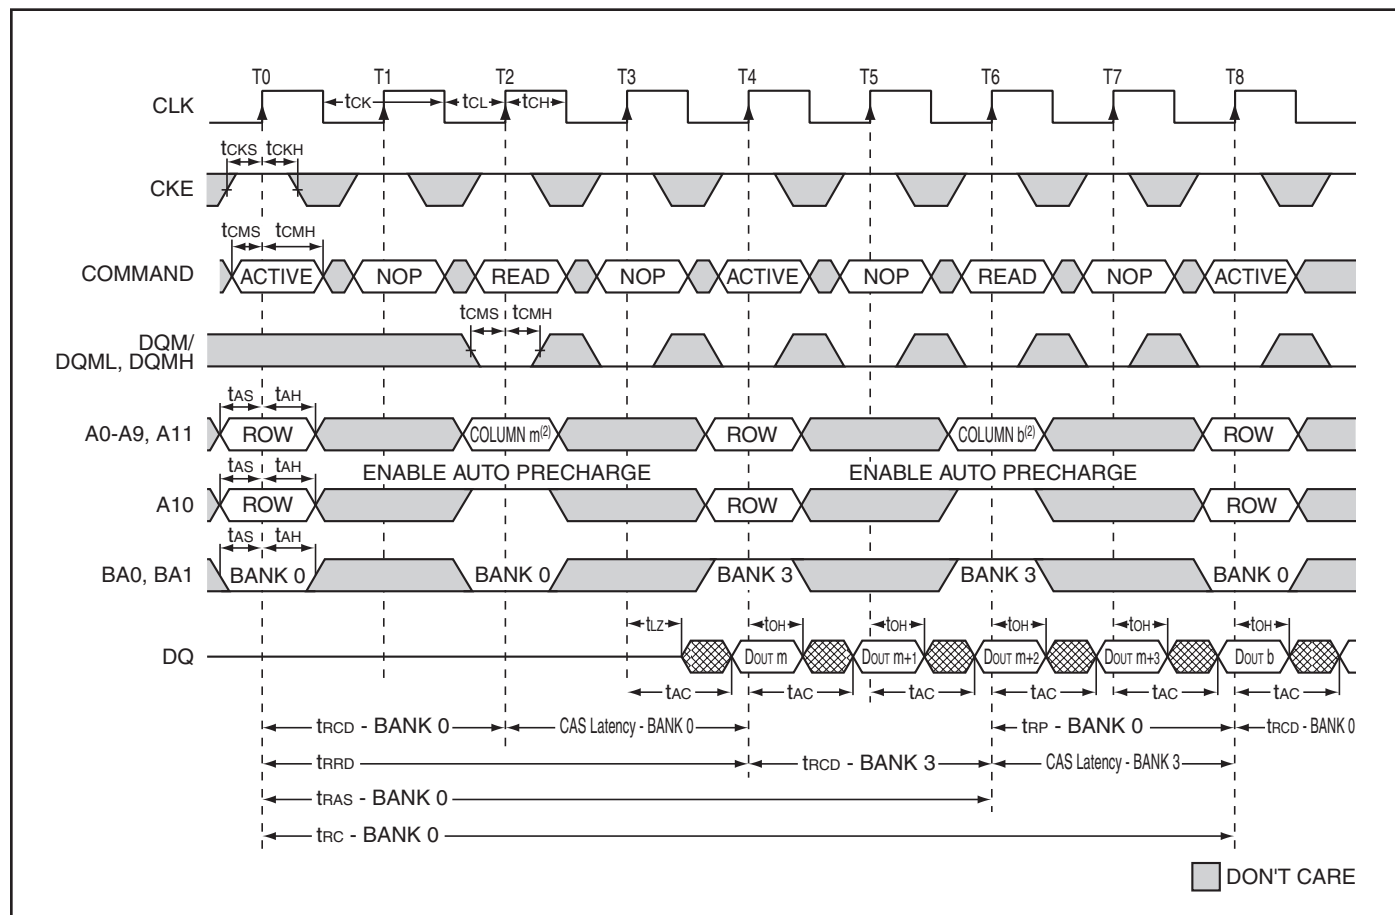 T0 T1 T2 T3 T4 T5 T6 T7 T8
CLK tCK tCL tCH
tCKS tCKH
CKE
tCMS tCMH
COMMAND ACTIVE NOP READ NOP ACTIVE NOP READ NOP ACTIVE
tCMS tCMH
DQM/
DQML, DQMH
tAS tAH
A0-A9, A11 ROW COLUMN m(2) ROW COLUMN b(2) ROW
tAS tAH ENABLE AUTO PRECHARGE ENABLE AUTO PRECHARGE
A10 ROW ROW ROW
tAS tAH
BA0, BA1 BANK 0 BANK 0 BANK 3 BANK 3 BANK 0
tLZ tOH tOH tOH tOH tOH
DQ DOUT m DOUT m+1 DOUT m+2 DOUT m+3 DOUT b
tAC tAC tAC tAC tAC tAC
tRCD - BANK 0 CAS Latency - BANK 0 tRP - BANK 0 tRCD - BANK 0
tRRD tRCD - BANK 3 CAS Latency - BANK 3
tRAS - BANK 0
tRC - BANK 0
DON'T CARE